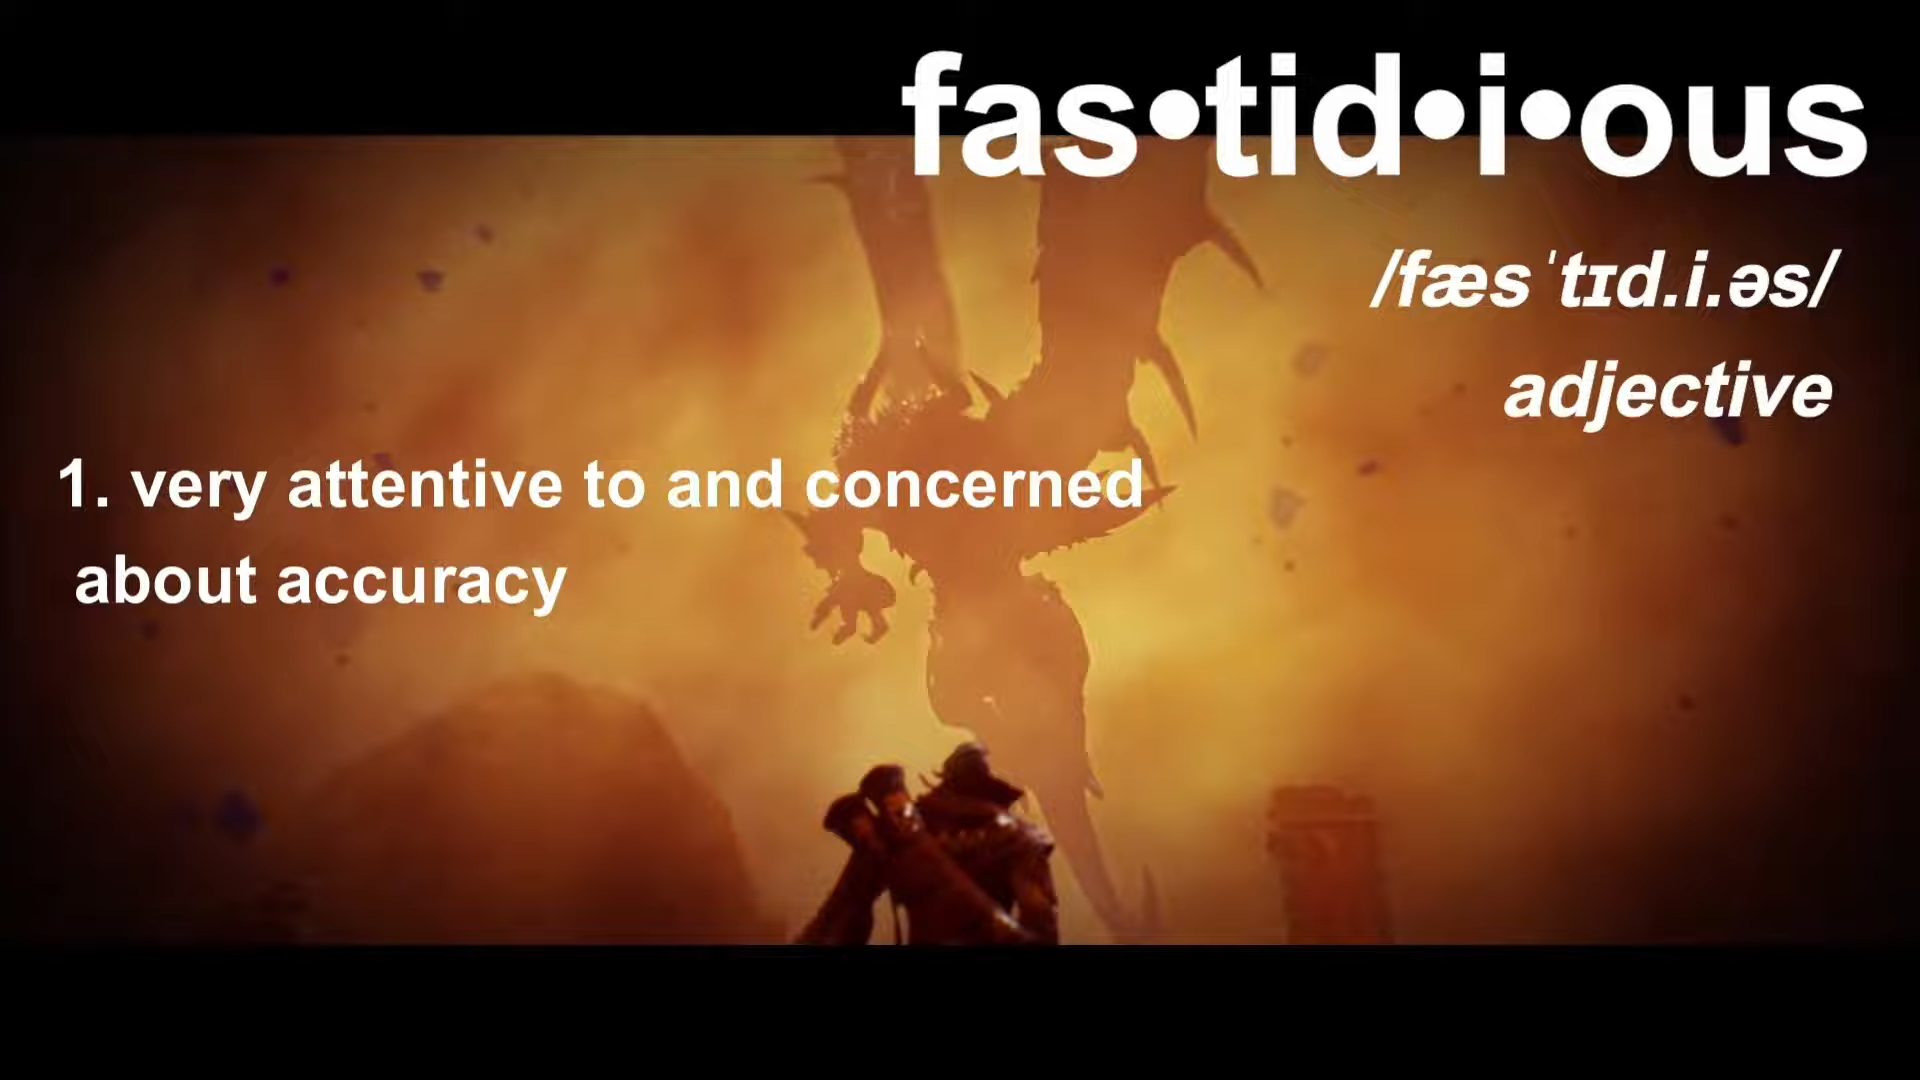 fas•tid•i•ous
/fæsˈtɪd.i.əs/
adjective
1. very attentive to and concerned
about accuracy